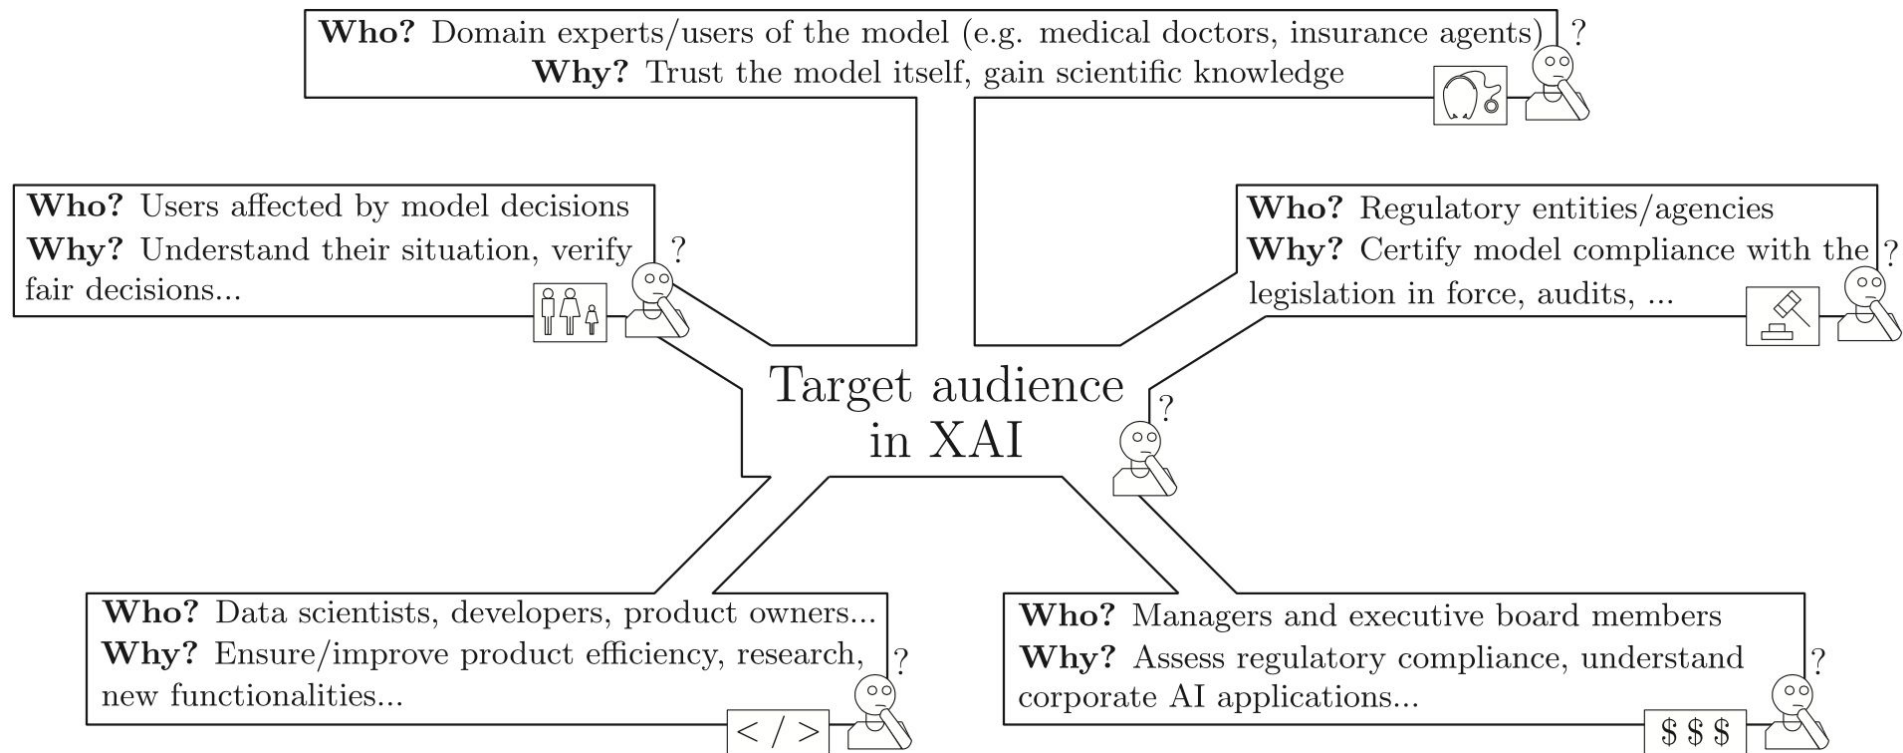 Who? Domain experts/users of the model (e.g. medical doctors, insurance agents)
?
Why? Trust the model itself, gain scientific knowledge
Who? Users affected by model decisions
Why? Understand their situation, verify
?
fair decisions...
Who? Regulatory entities/agencies
Why? Certify model compliance with the
?
legislation in force, audits, ...
Target audience
in XAI
?
Who? Data scientists, developers, product owners...
Why? Ensure/improve product efficiency, research,
?
new functionalities...
< / >
Who? Managers and executive board members
Why? Assess regulatory compliance, understand
?
corporate AI applications...
$ $ $